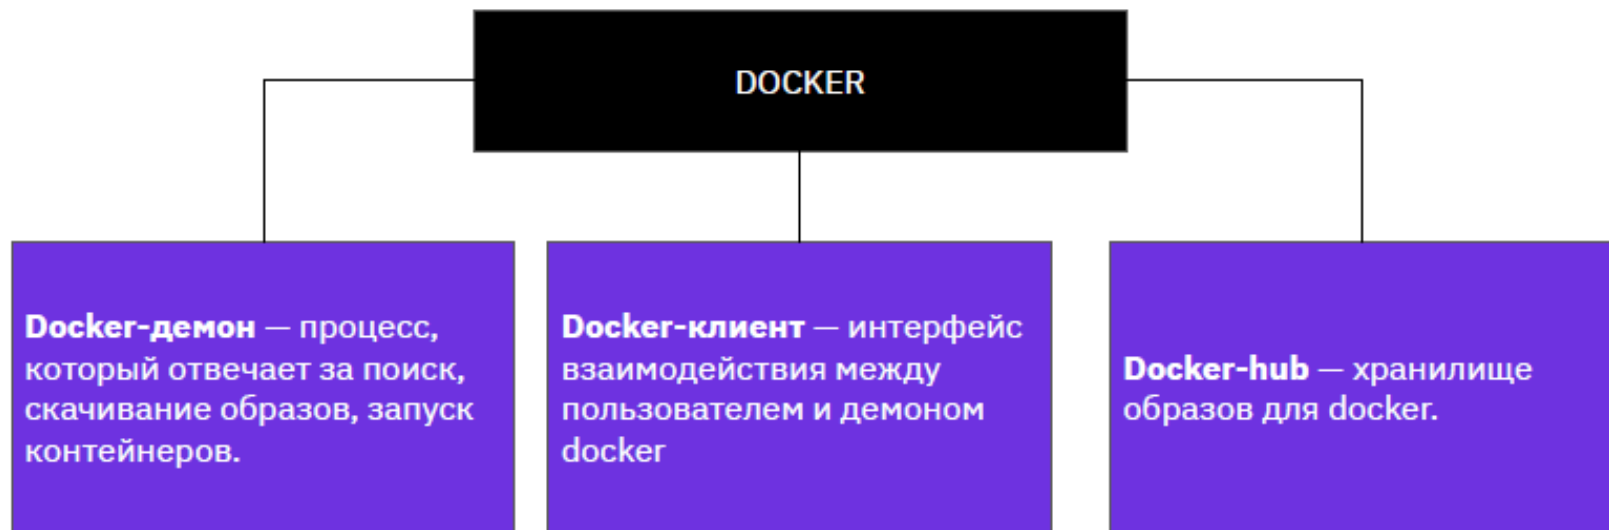 DOCKER
Docker-демон — процесс,
который отвечает за поиск,
скачивание образов, запуск
контейнеров.
Docker-клиент — интерфейс
взаимодействия между
пользователем и демоном
docker
Docker-hub — хранилище
образов для docker.